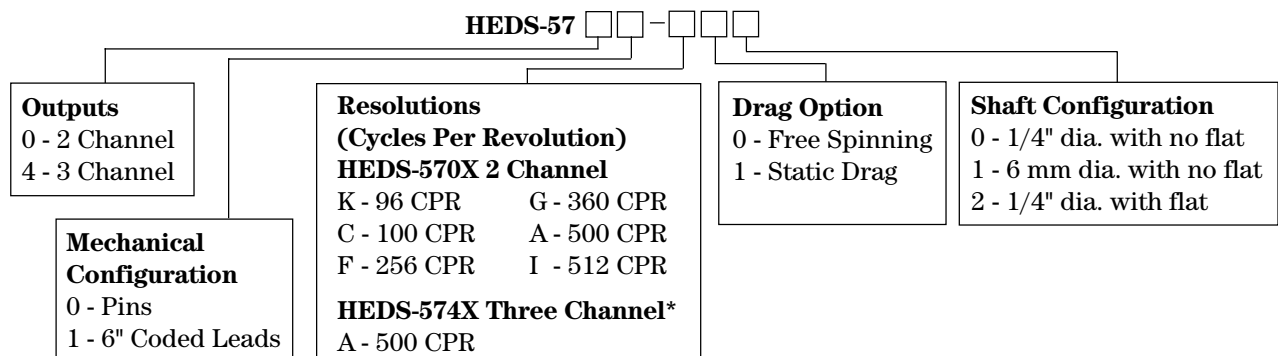 HEDS-57 □□–□□□
Outputs
0 - 2 Channel
4 - 3 Channel
Mechanical
Configuration
0 - Pins
1 - 6" Coded Leads
Resolutions
(Cycles Per Revolution)
HEDS-570X 2 Channel
K - 96 CPR G - 360 CPR
C - 100 CPR A - 500 CPR
F - 256 CPR I - 512 CPR
HEDS-574X Three Channel*
A - 500 CPR
Drag Option
0 - Free Spinning
1 - Static Drag
Shaft Configuration
0 - 1/4" dia. with no flat
1 - 6 mm dia. with no flat
2 - 1/4" dia. with flat